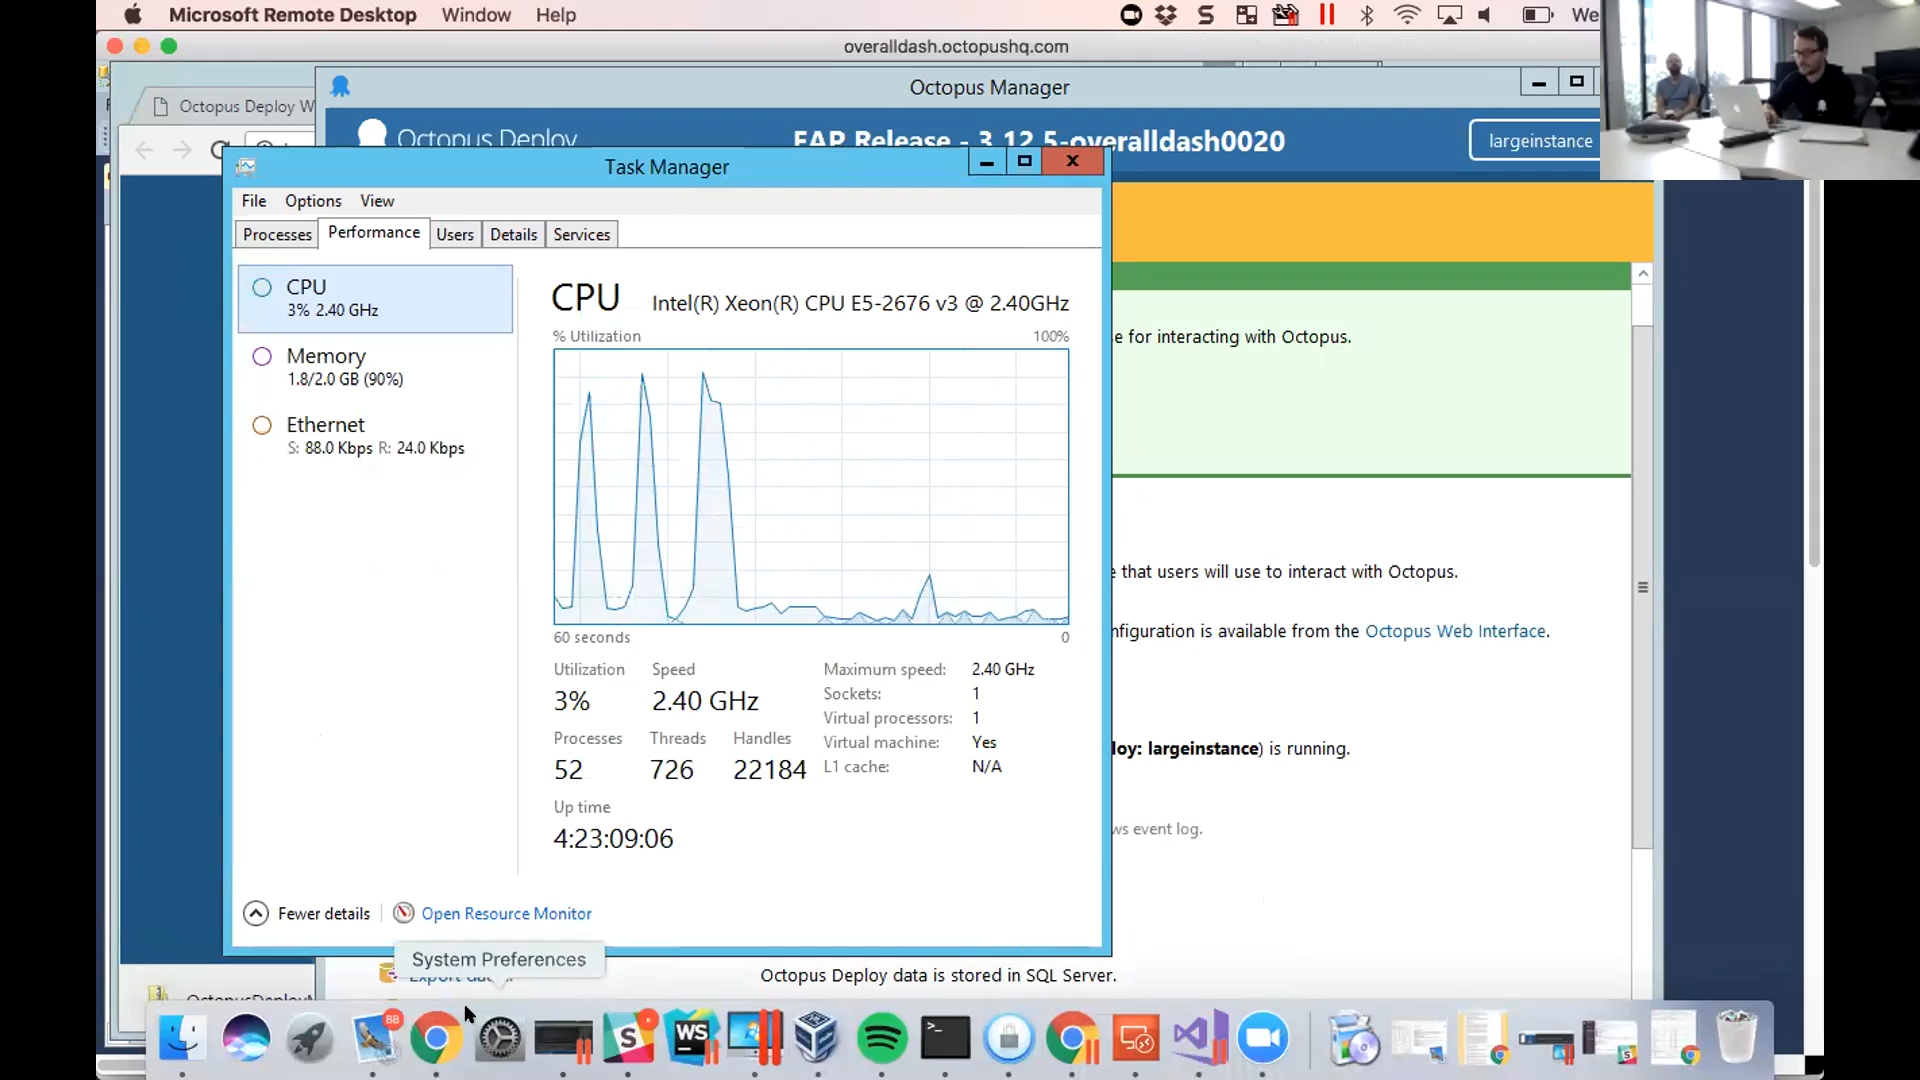 Microsoft Remote Desktop Window Help
We
overalldash.octopushq.com
Octopus Manager
Octopus Deploy W
Octopus Deploy
EAP Release - 3.12.5-overalldash0020
largeinstance
Task Manager
File Options View
Processes Performance Users Details Services
CPU
3% 2.40 GHz
Memory
1.8/2.0 GB (90%)
Ethernet
S: 88.0 Kbps R: 24.0 Kbps
CPU Intel(R) Xeon(R) CPU E5-2676 v3 @ 2.40GHz
% Utilization 100%
60 seconds 0
Utilization Speed
3% 2.40 GHz
Processes Threads Handles
52 726 22184
Up time
4:23:09:06
Maximum speed: 2.40 GHz
Sockets: 1
Virtual processors: 1
Virtual machine: Yes
L1 cache: N/A
Fewer details Open Resource Monitor
e for interacting with Octopus.
e that users will use to interact with Octopus.
nfiguration is available from the Octopus Web Interface.
loy: largeinstance) is running.
ws event log.
System Preferences
Octopus Deploy data is stored in SQL Server.
88
S
WS